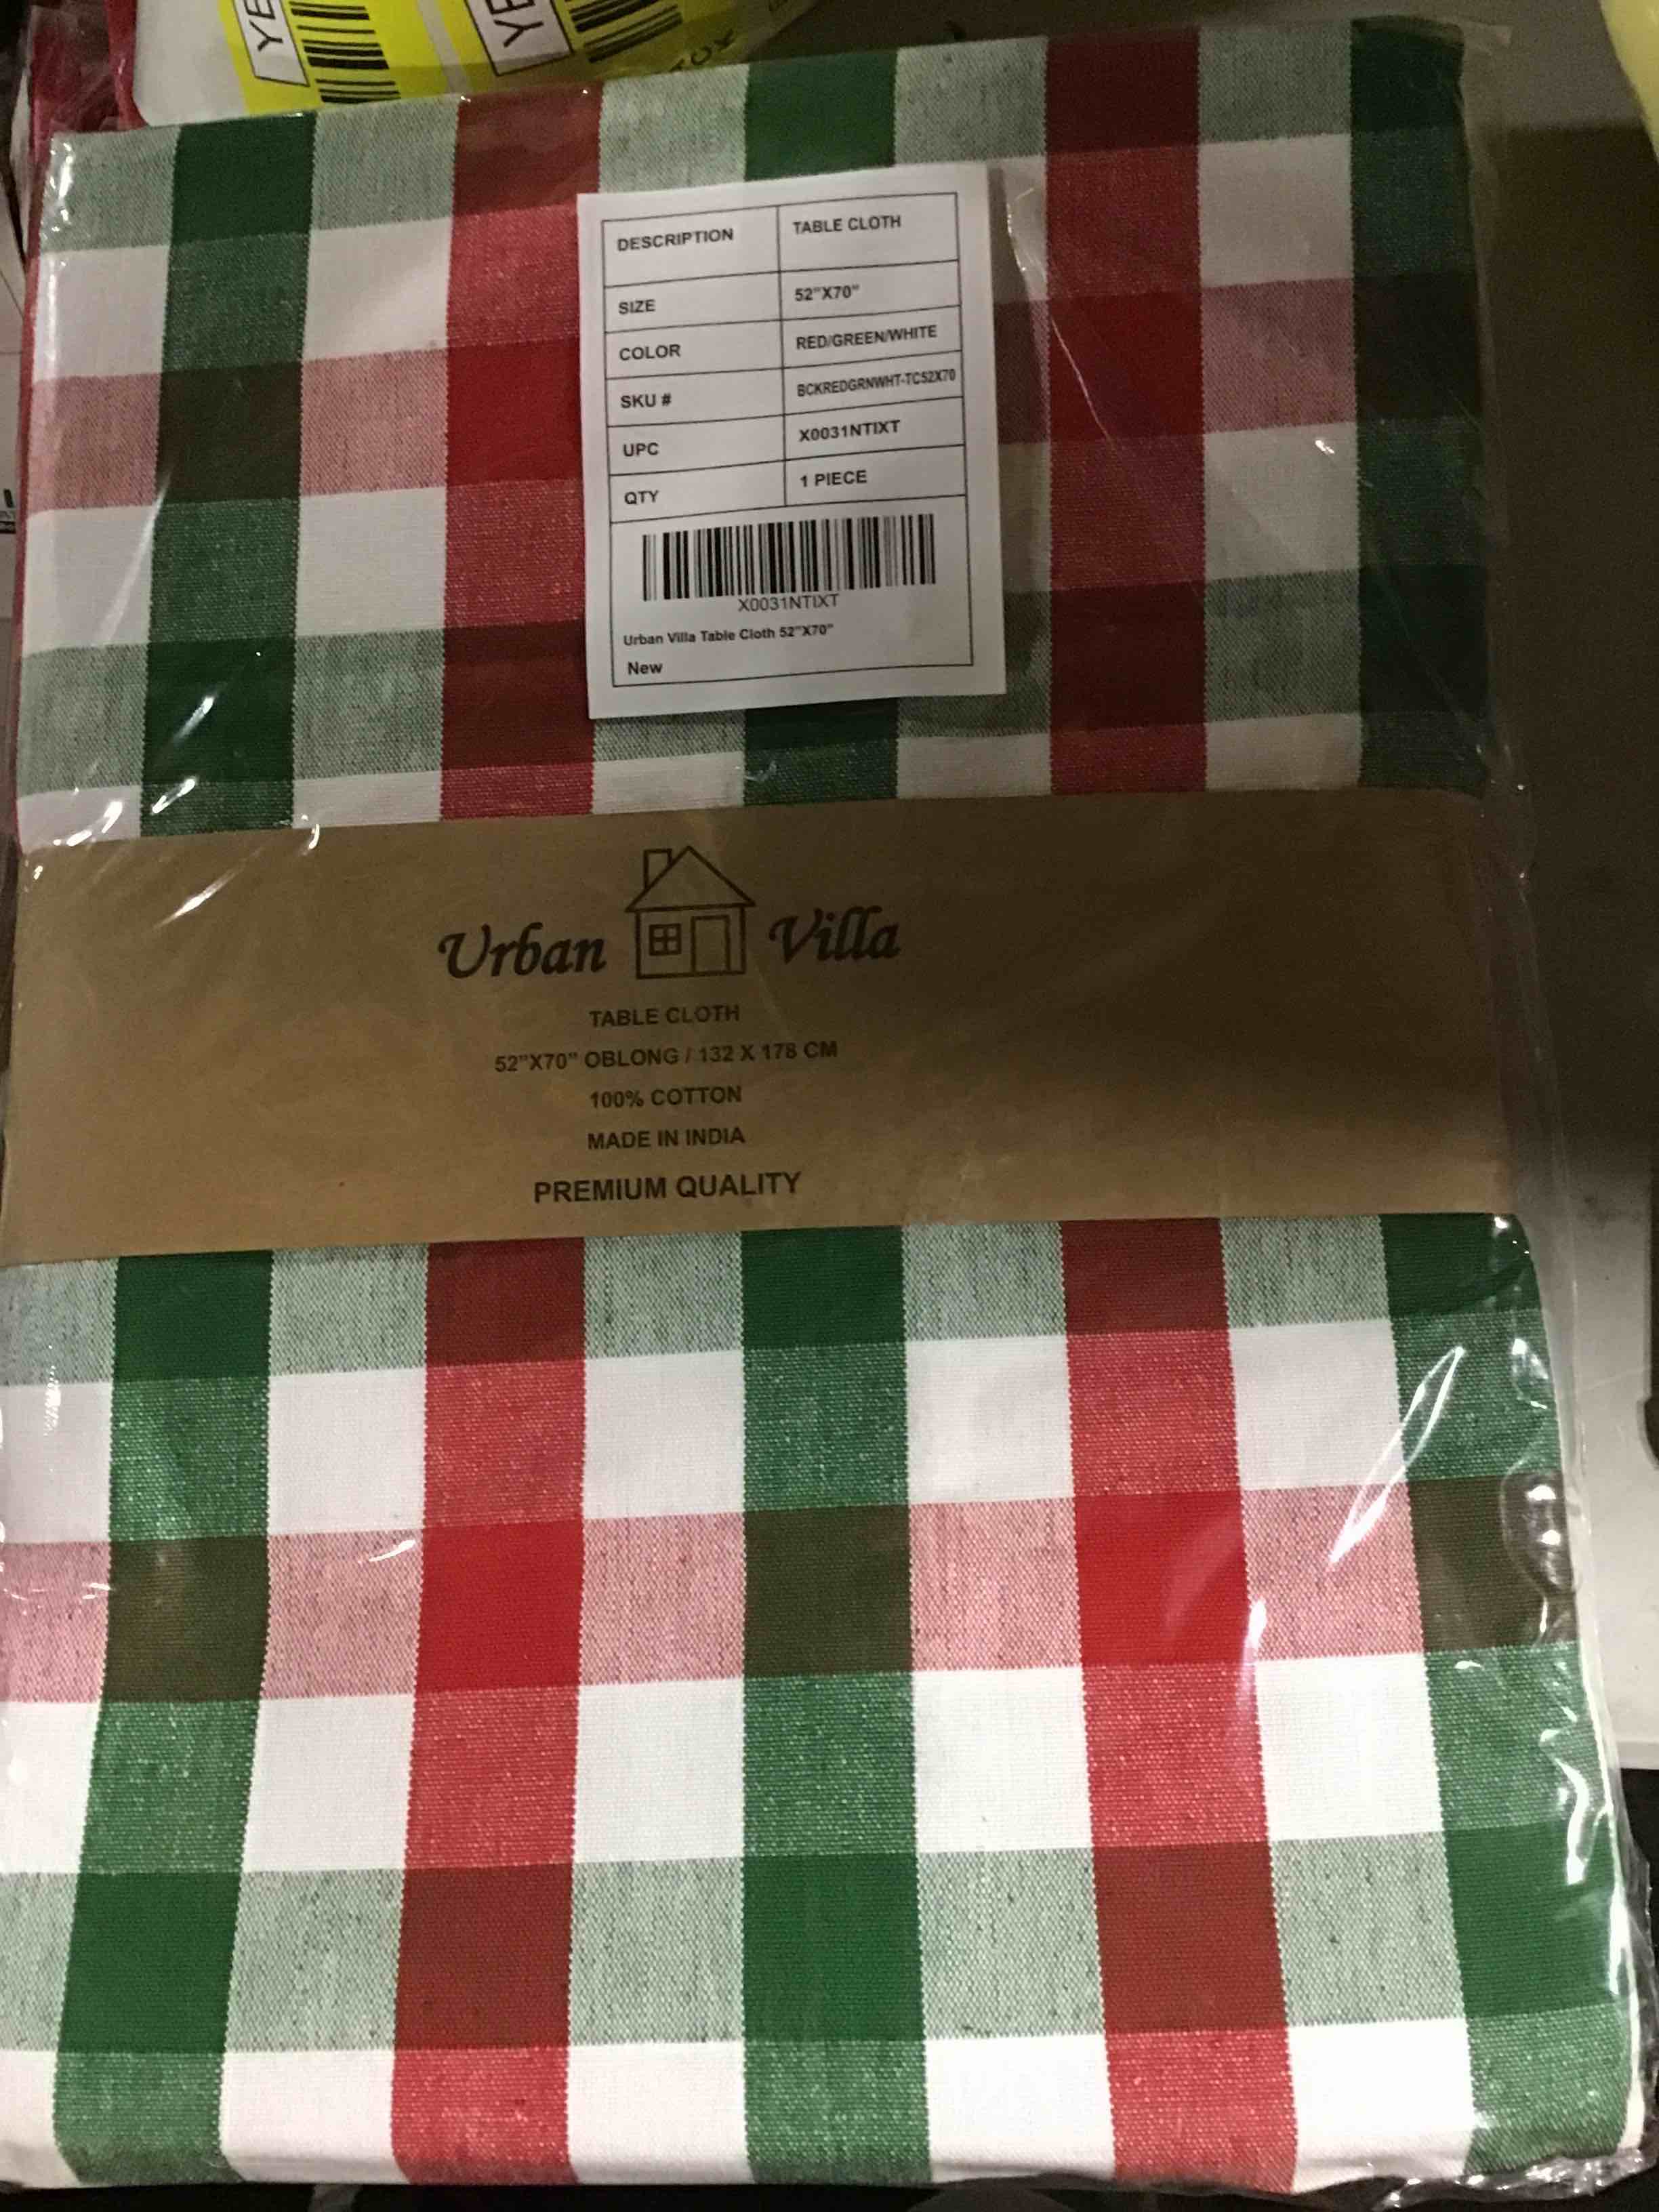 YE
YE
DESCRIPTION TABLE CLOTH
SIZE 52"X70"
COLOR RED/GREEN/WHITE
SKU # BCKREDGRNWHT-TC52X70
UPC X0031NTIXT
QTY 1 PIECE
X0031NTIXT
Urban Villa Table Cloth 52"X70"
New
Urban Villa
TABLE CLOTH
52"X70" OBLONG / 132 X 178 CM
100% COTTON
MADE IN INDIA
PREMIUM QUALITY